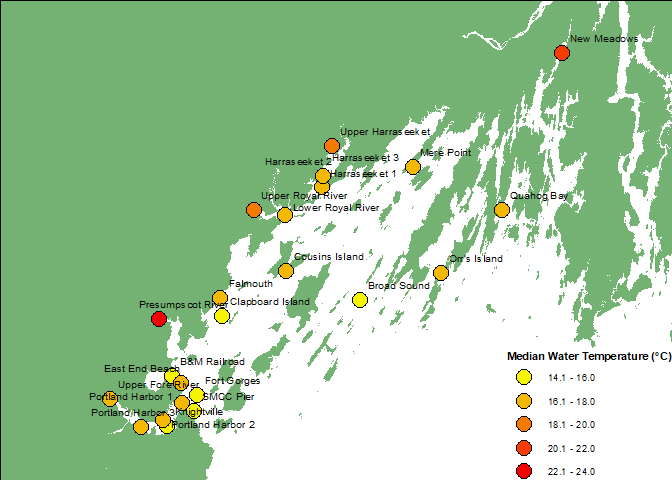 New Meadows
Upper Harraseeket
Harraseeket 3
Harraseeket 2
Mere Point
Harraseeket 1
Upper Royal River
Quahog Bay
Lower Royal River
Cousins Island
Orr's Island
Falmouth
Broad Sound
Presumpscot River
Clapboard Island
B&M Railroad
East End Beach
Upper Fore River
Fort Gorges
Portland Harbor 1
SMCC Pier
Portland Harbor 3
Knightville
Portland Harbor 2
Median Water Temperature (°C)
14.1 - 16.0
16.1 - 18.0
18.1 - 20.0
20.1 - 22.0
22.1 - 24.0